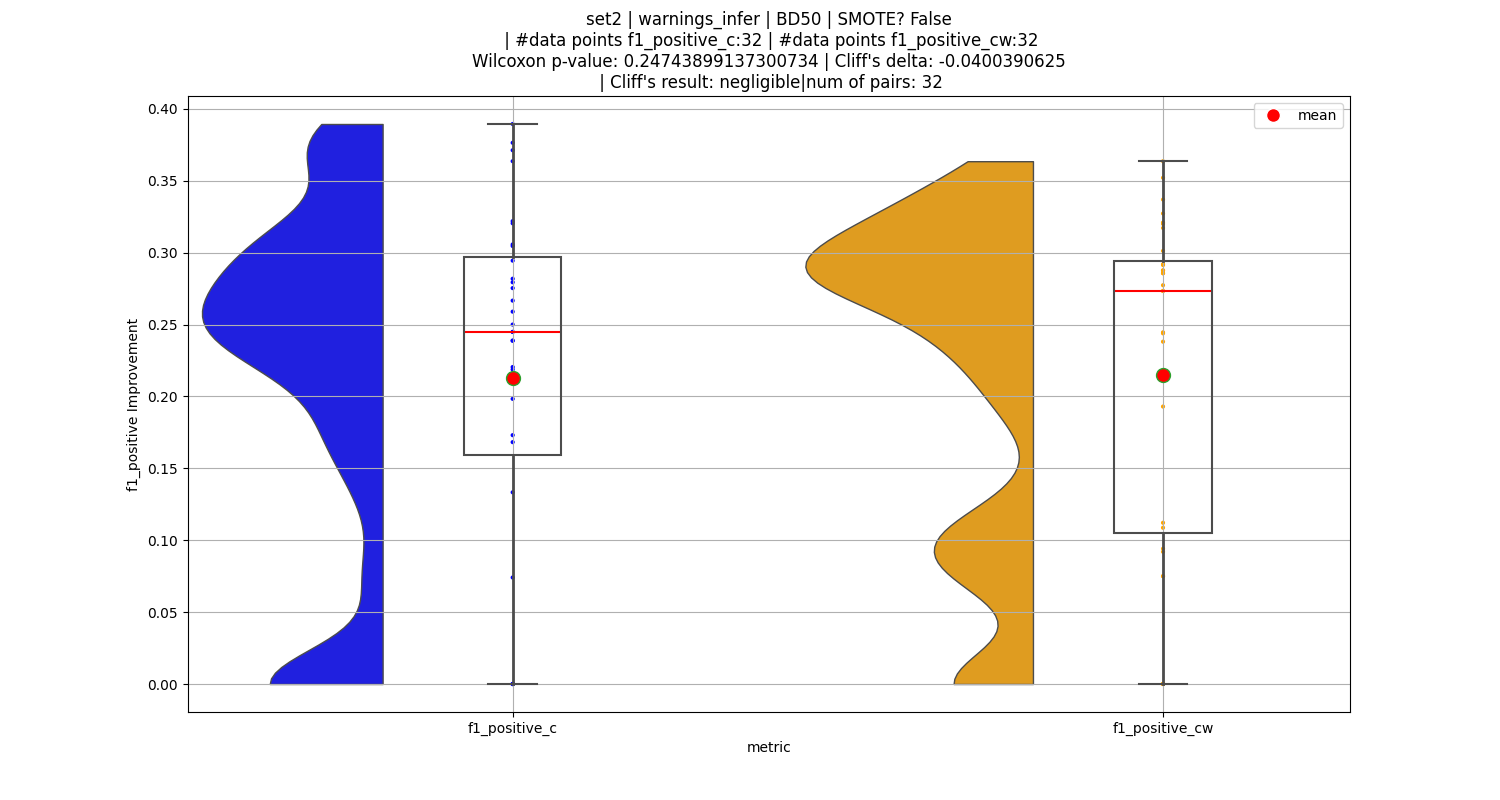 set2 | warnings_infer | BD50 | SMOTE? False
| #data points f1_positive_c:32 | #data points f1_positive_cw:32
Wilcoxon p-value: 0.24743899137300734 | Cliff's delta: -0.0400390625
| Cliff's result: negligible|num of pairs: 32
mean
0.40
0.35
0.30
0.25
0.20
0.15
0.10
0.05
0.00
f1_positive Improvement
f1_positive_c
f1_positive_cw
metric